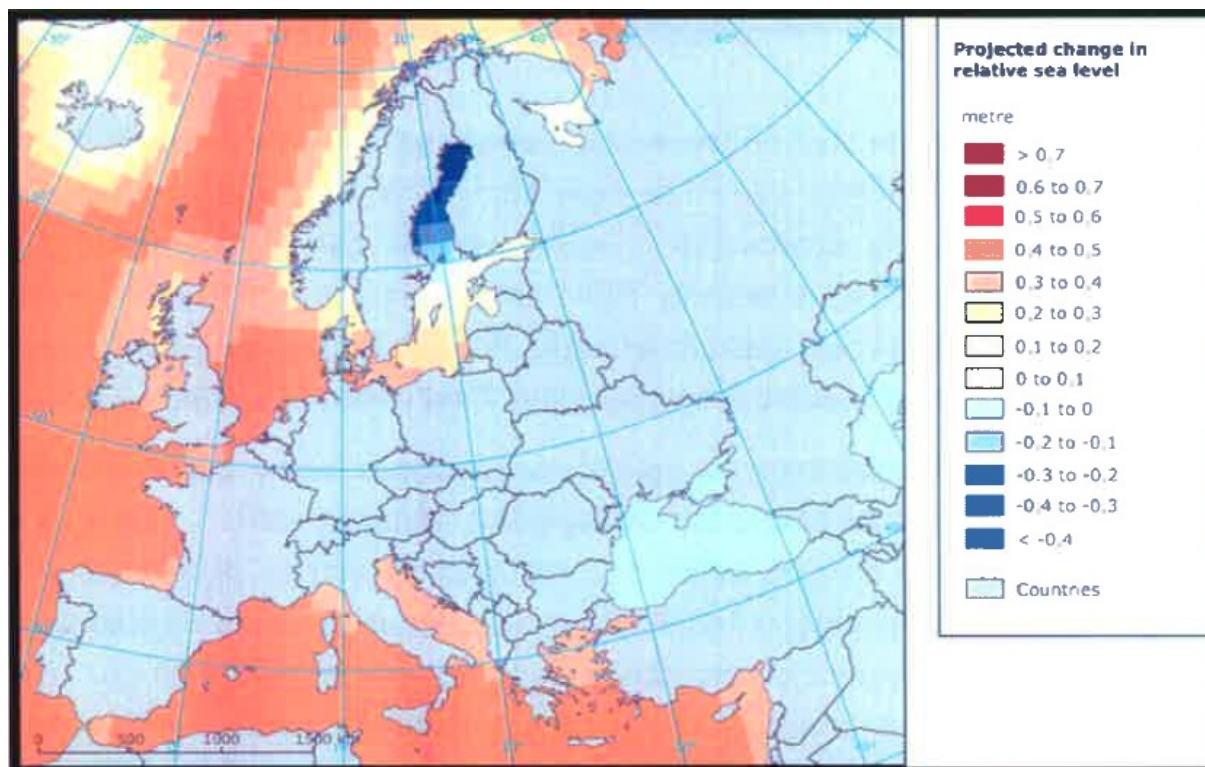 Projected change in
relative sea level
metre
> 0.7
0.6 to 0.7
0.5 to 0.6
0.4 to 0.5
0.3 to 0.4
0.2 to 0.3
0.1 to 0.2
0 to 0.1
-0.1 to 0
-0.2 to -0.1
-0.3 to -0.2
-0.4 to -0.3
< -0.4
Countries
0 500 1000 1500 km